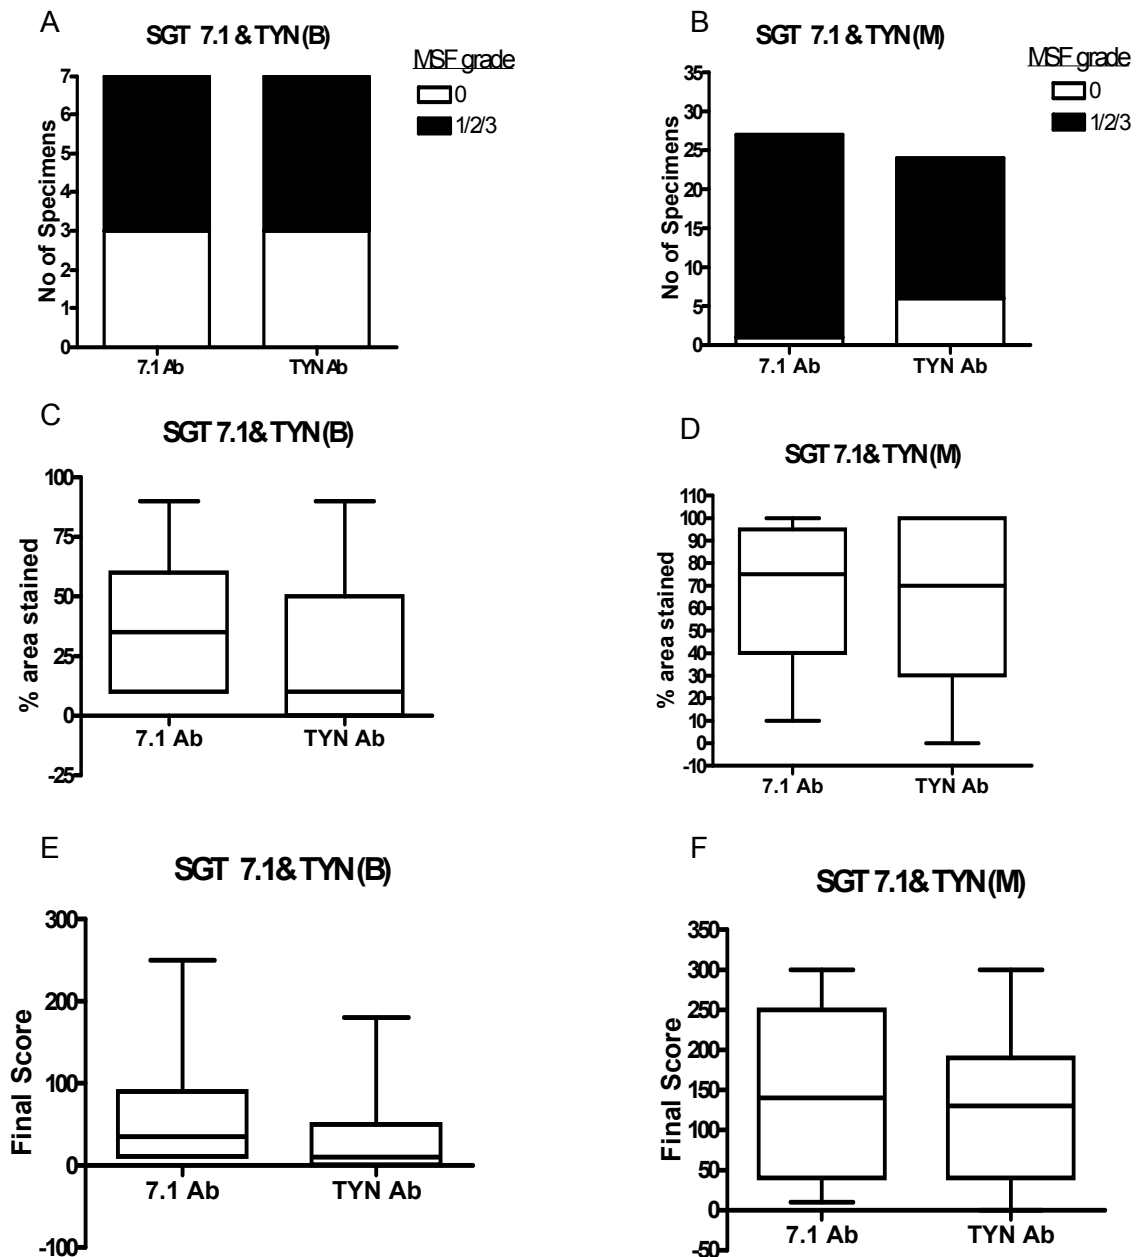 A
SGT 7.1 & TYN (B)
MSF grade
0
1/2/3
No of Specimens
7
6
5
4
3
2
1
0
7.1 Ab
TYN Ab
B
SGT 7.1 & TYN (M)
MSF grade
0
1/2/3
No of Specimens
35
30
25
20
15
10
5
0
7.1 Ab
TYN Ab
C
SGT 7.1& TYN (B)
% area stained
100
75
50
25
0
-25
7.1 Ab
TYN Ab
D
SGT 7.1& TYN (M)
% area stained
110
100
90
80
70
60
50
40
30
20
10
0
-10
7.1 Ab
TYN Ab
E
SGT 7.1& TYN (B)
Final Score
300
200
100
0
-100
7.1 Ab
TYN Ab
F
SGT 7.1& TYN (M)
Final Score
350
300
250
200
150
100
50
0
-50
7.1 Ab
TYN Ab